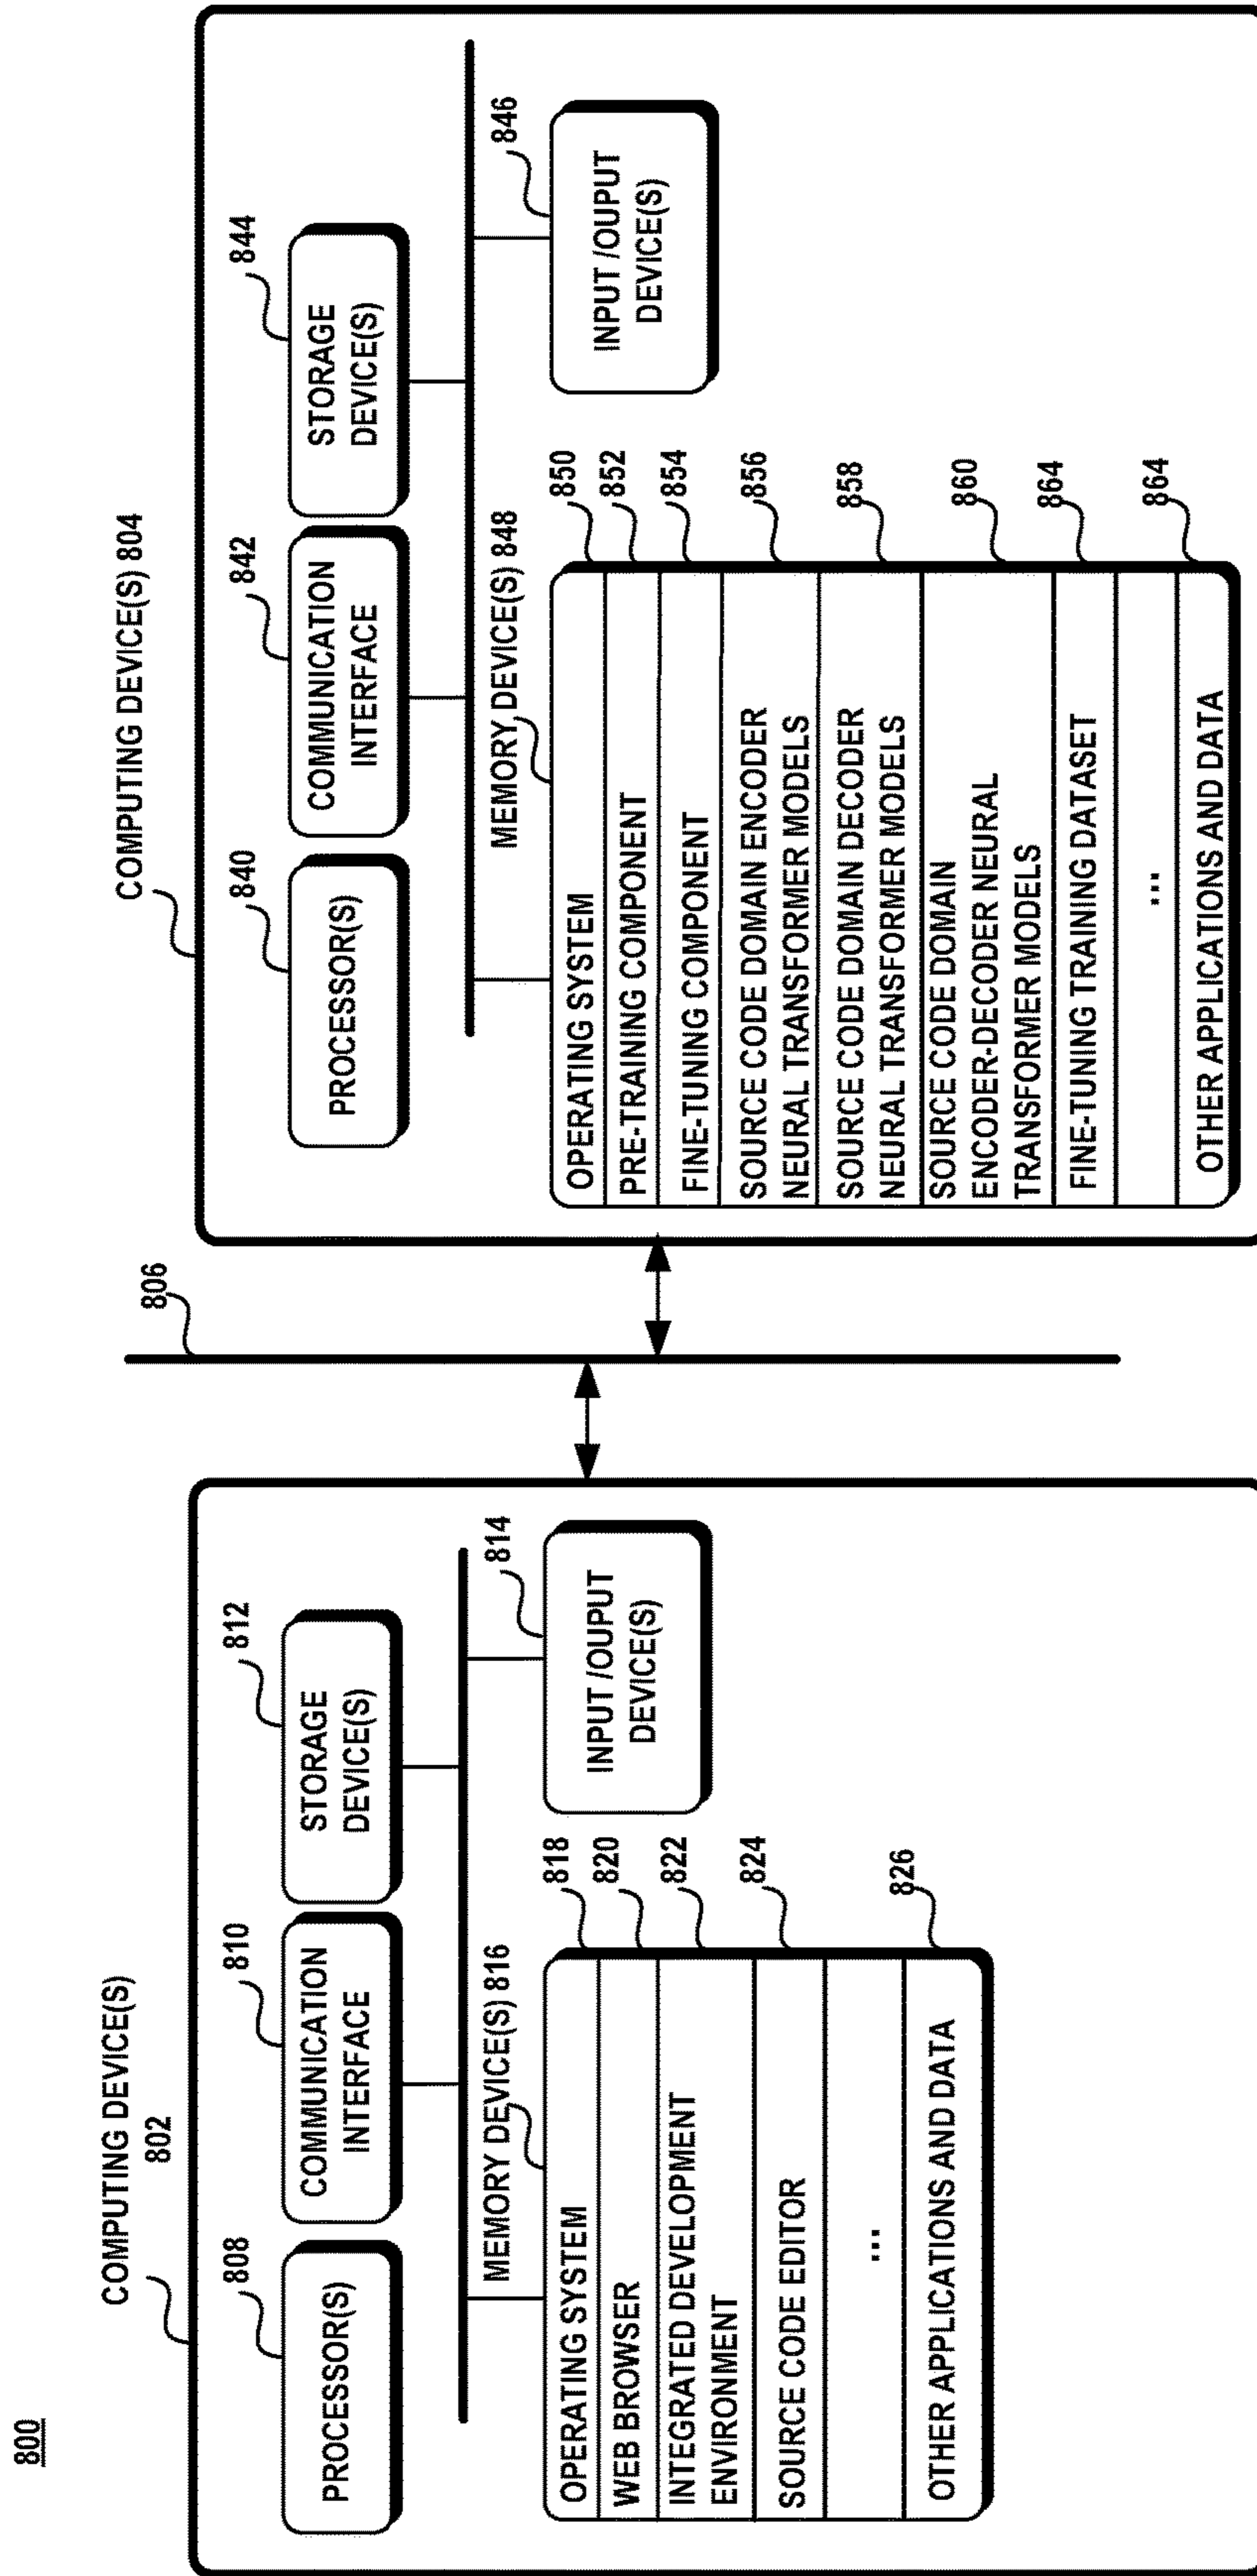 800
COMPUTING DEVICE(S)
802
808
PROCESSOR(S)
810
COMMUNICATION
INTERFACE
812
STORAGE
DEVICE(S)
MEMORY DEVICE(S) 816
814
INPUT /OUPUT
DEVICE(S)
OPERATING SYSTEM
818
WEB BROWSER
820
INTEGRATED DEVELOPMENT
ENVIRONMENT
822
SOURCE CODE EDITOR
824
...
OTHER APPLICATIONS AND DATA
826
806
COMPUTING DEVICE(S) 804
840
PROCESSOR(S)
842
COMMUNICATION
INTERFACE
844
STORAGE
DEVICE(S)
MEMORY DEVICE(S) 848
846
INPUT /OUPUT
DEVICE(S)
OPERATING SYSTEM
850
PRE-TRAINING COMPONENT
852
FINE-TUNING COMPONENT
854
SOURCE CODE DOMAIN ENCODER
NEURAL TRANSFORMER MODELS
856
SOURCE CODE DOMAIN DECODER
NEURAL TRANSFORMER MODELS
858
SOURCE CODE DOMAIN
ENCODER-DECODER NEURAL
TRANSFORMER MODELS
860
FINE-TUNING TRAINING DATASET
864
...
OTHER APPLICATIONS AND DATA
864